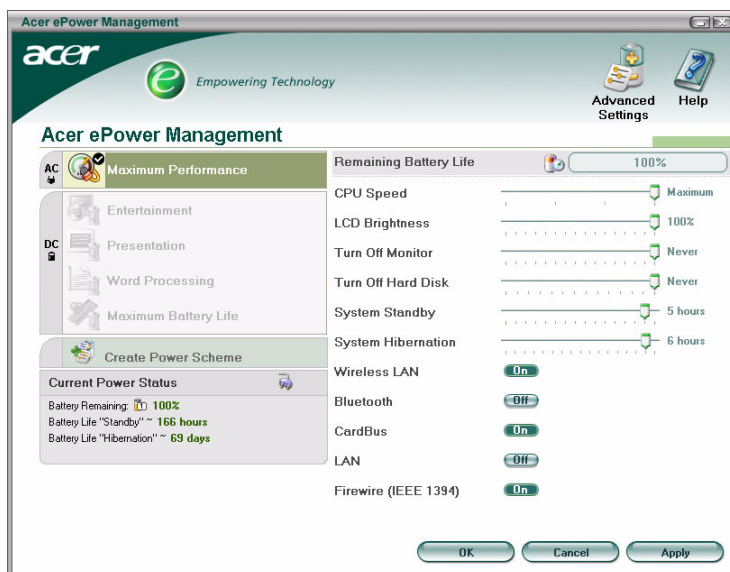 Acer ePower Management
acer
e Empowering Technology
Advanced Settings
Help
Acer ePower Management
AC
Maximum Performance
DC
Entertainment
Presentation
Word Processing
Maximum Battery Life
Create Power Scheme
Current Power Status
Battery Remaining: 100%
Battery Life "Standby" ~ 166 hours
Battery Life "Hibernation" ~ 69 days
Remaining Battery Life 100%
CPU Speed Maximum
LCD Brightness 100%
Turn Off Monitor Never
Turn Off Hard Disk Never
System Standby 5 hours
System Hibernation 6 hours
Wireless LAN On
Bluetooth Off
CardBus On
LAN Off
Firewire (IEEE 1394) On
OK Cancel Apply